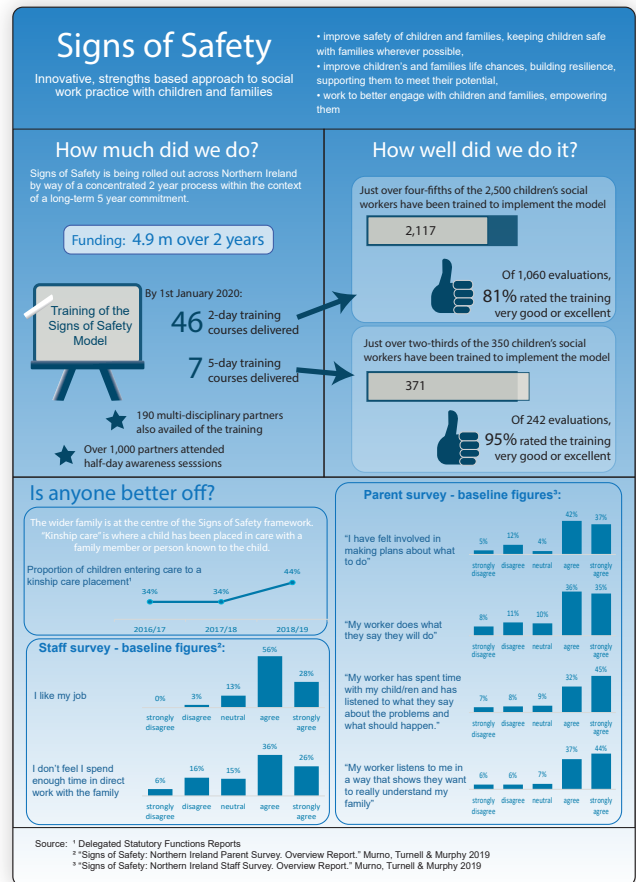 Signs of Safety
Innovative, strengths based approach to social
work practice with children and families
• improve safety of children and families, keeping children safe
with families wherever possible,
• improve children's and families life chances, building resilience,
supporting them to meet their potential,
• work to better engage with children and families, empowering
them
How much did we do?
Signs of Safety is being rolled out across Northern Ireland
by way of a concentrated 2 year process within the context
of a long-term 5 year commitment.
Funding: 4.9 m over 2 years
Training of the
Signs of Safety
Model
By 1st January 2020:
46 2-day training
courses delivered
7 5-day training
courses delivered
190 multi-disciplinary partners
also availed of the training
Over 1,000 partners attended
half-day awareness sesssions
How well did we do it?
Just over four-fifths of the 2,500 children's social
workers have been trained to implement the model
2,117
Of 1,060 evaluations,
81% rated the training
very good or excellent
Just over two-thirds of the 350 children's social
workers have been trained to implement the model
371
Of 242 evaluations,
95% rated the training
very good or excellent
Is anyone better off?
The wider family is at the centre of the Signs of Safety framework.
"Kinship care" is where a child has been placed in care with a
family member or person known to the child.
Proportion of children entering care to a
kinship care placement¹
34% 34% 44%
2016/17 2017/18 2018/19
Staff survey - baseline figures²:
I like my job
0% 3% 13% 56% 28%
strongly disagree neutral agree strongly
disagree agree
I don't feel I spend
enough time in direct
work with the family
6% 16% 15% 36% 26%
strongly disagree neutral agree strongly
disagree agree
Parent survey - baseline figures³:
"I have felt involved in
making plans about what
to do"
5% 12% 4% 42% 37%
strongly disagree neutral agree strongly
disagree agree
"My worker does what
they say they will do"
8% 11% 10% 36% 35%
strongly disagree neutral agree strongly
disagree agree
"My worker has spent time
with my child/ren and has
listened to what they say
about the problems and
what should happen."
7% 8% 9% 32% 45%
strongly disagree neutral agree strongly
disagree agree
"My worker listens to me in
a way that shows they want
to really understand my
family"
6% 6% 7% 37% 44%
strongly disagree neutral agree strongly
disagree agree
Source: ¹ Delegated Statutory Functions Reports
² "Signs of Safety: Northern Ireland Parent Survey. Overview Report." Murno, Turnell & Murphy 2019
³ "Signs of Safety: Northern Ireland Staff Survey. Overview Report." Murno, Turnell & Murphy 2019